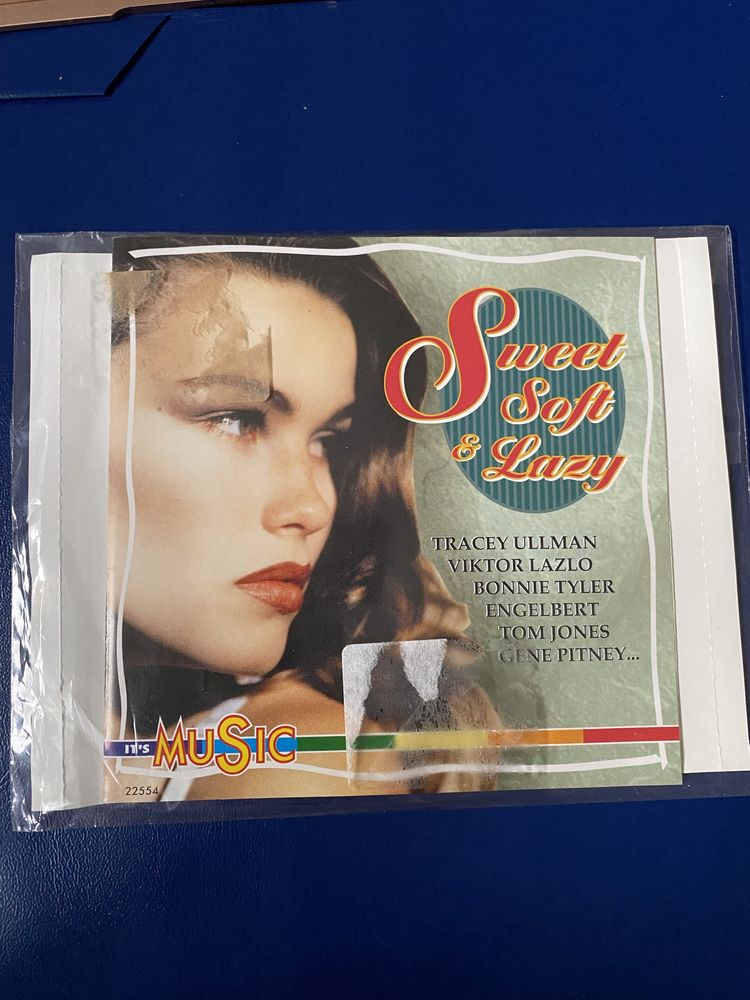 Sweet
Soft
& Lazy
TRACEY ULLMAN
VIKTOR LAZLO
BONNIE TYLER
ENGELBERT
TOM JONES
GENE PITNEY...
IT'S MUSIC
22554